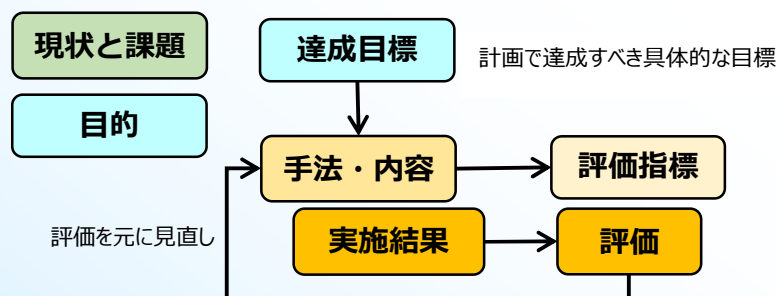 現状と課題
達成目標
計画で達成すべき具体的な目標
目的
手法・内容
評価指標
評価を元に見直し
実施結果
評価